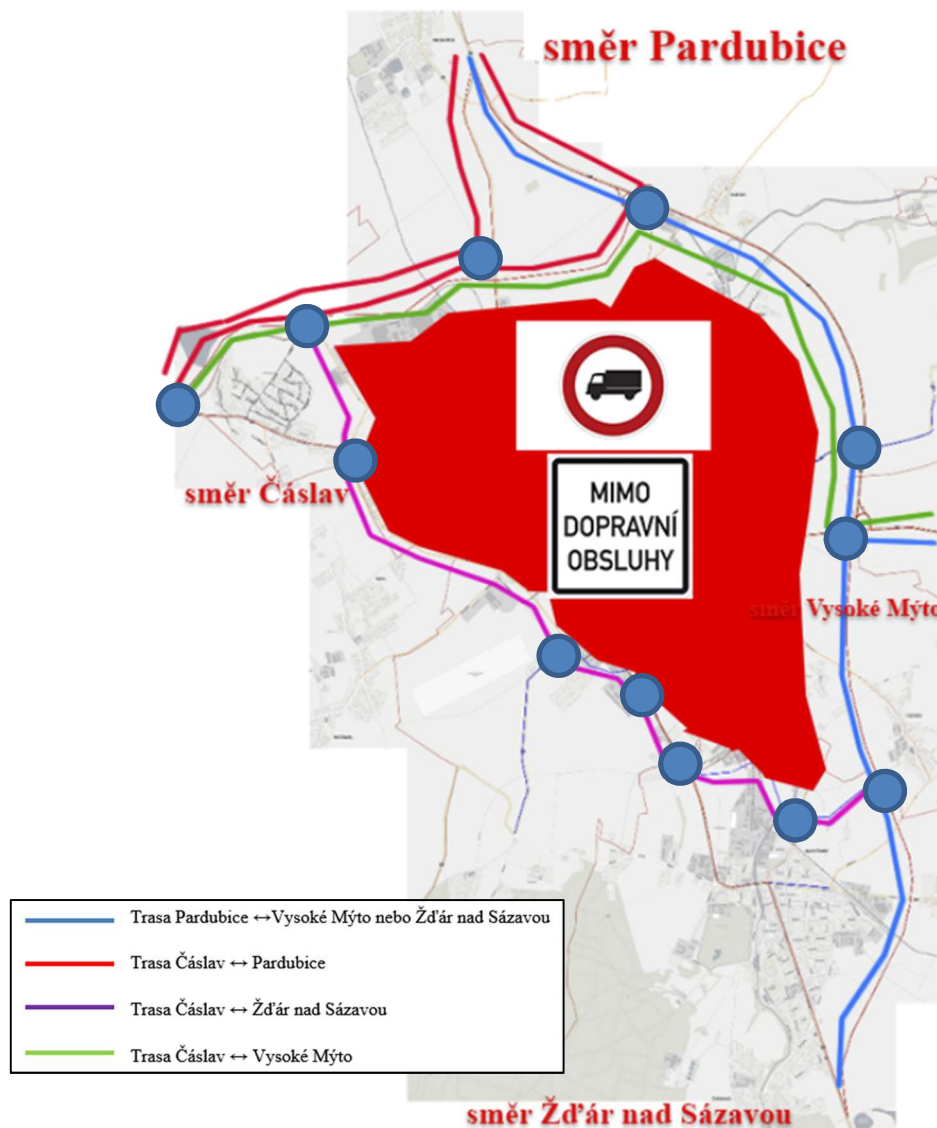 směr Pardubice
směr Čáslav
MIMO
DOPRAVNÍ
OBSLUHY
směr Vysoké Mýto
Trasa Pardubice ↔Vysoké Mýto nebo Žďár nad Sázavou
Trasa Čáslav ↔ Pardubice
Trasa Čáslav ↔ Žďár nad Sázavou
Trasa Čáslav ↔ Vysoké Mýto
směr Žďár nad Sázavou